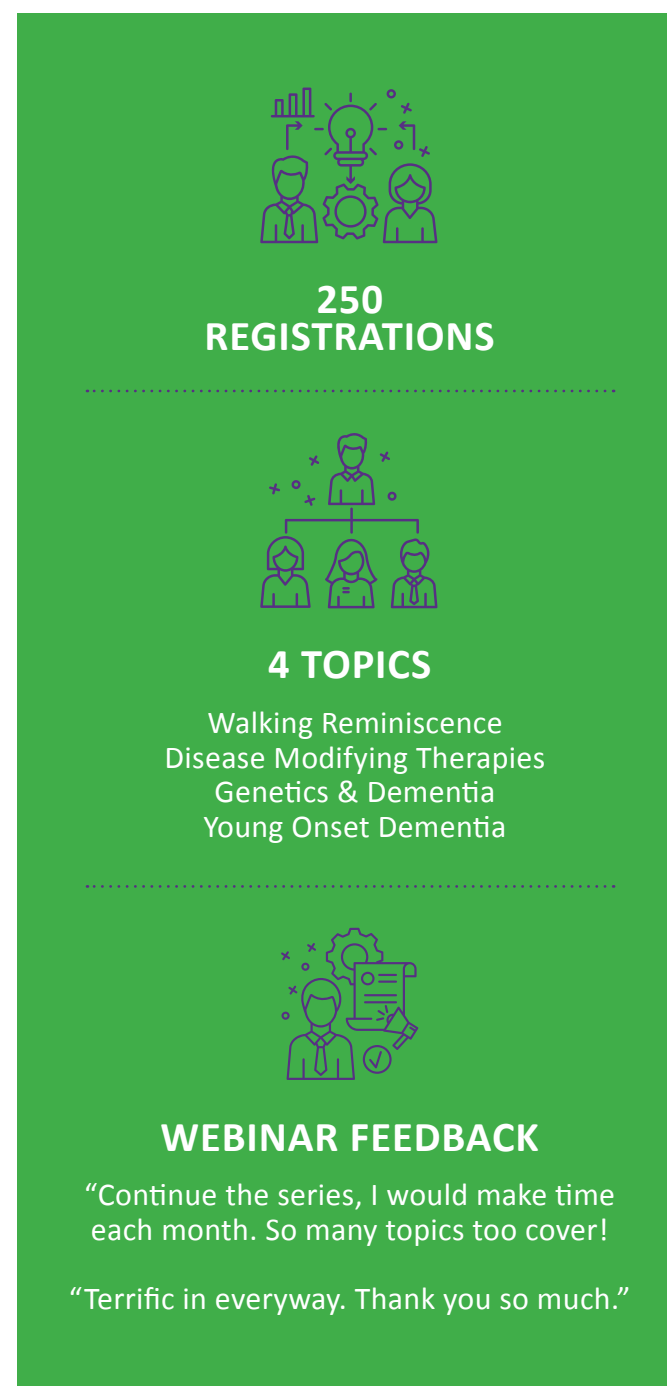 250
REGISTRATIONS
4 TOPICS
Walking Reminiscence
Disease Modifying Therapies
Genetics & Dementia
Young Onset Dementia
WEBINAR FEEDBACK
“Continue the series, I would make time
each month. So many topics too cover!
“Terrific in everyway. Thank you so much.”